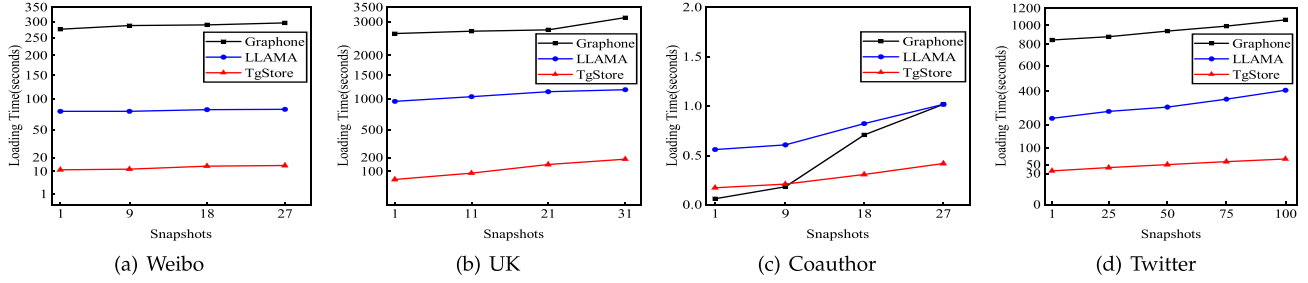 Loading Time(seconds)
350
300
250
200
150
100
50
20
10
1
Graphone
LLAMA
TgStore
1 9 18 27
Snapshots
(a) Weibo
Loading Time(seconds)
3500
3000
2000
1500
1000
500
200
100
Graphone
LLAMA
TgStore
1 11 21 31
Snapshots
(b) UK
Loading Time(seconds)
2.0
1.5
1.0
0.5
0.0
Graphone
LLAMA
TgStore
1 9 18 27
Snapshots
(c) Coauthor
Loading Time(seconds)
1200
1000
800
600
400
200
100
50
30
0
Graphone
LLAMA
TgStore
1 25 50 75 100
Snapshots
(d) Twitter